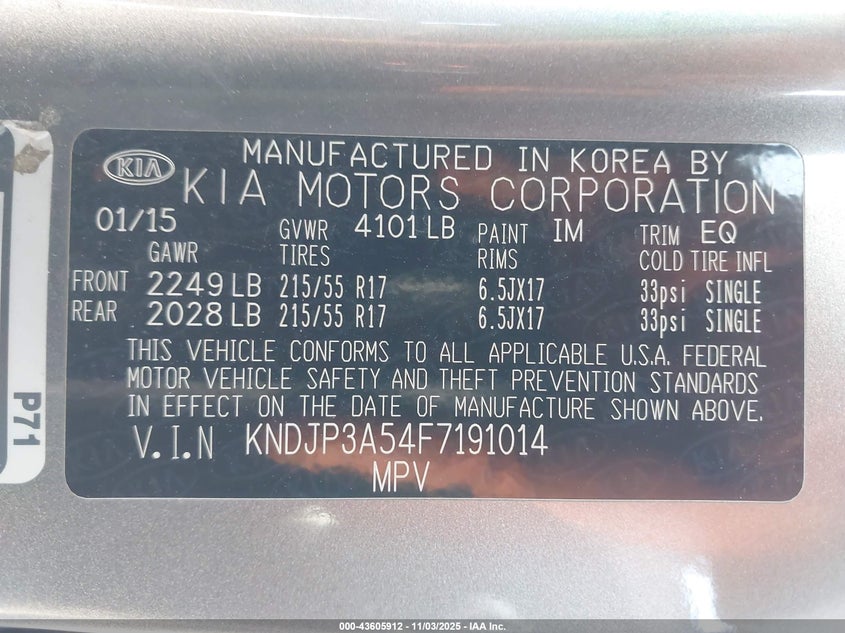 KIA
MANUFACTURED IN KOREA BY
KIA MOTORS CORPORATION
01/15 GVWR 4101 LB PAINT IM TRIM EQ
GAWR TIRES RIMS COLD TIRE INFL
FRONT 2249 LB 215/55 R17 6.5JX17 33psi SINGLE
REAR 2028 LB 215/55 R17 6.5JX17 33psi SINGLE
THIS VEHICLE CONFORMS TO ALL APPLICABLE U.S.A. FEDERAL
MOTOR VEHICLE SAFETY AND THEFT PREVENTION STANDARDS
IN EFFECT ON THE DATE OF MANUFACTURE SHOWN ABOVE.
V.I.N KNDJP3A54F7191014
MPV
P71
000-43605912 - 11/03/2025 - IAA Inc.